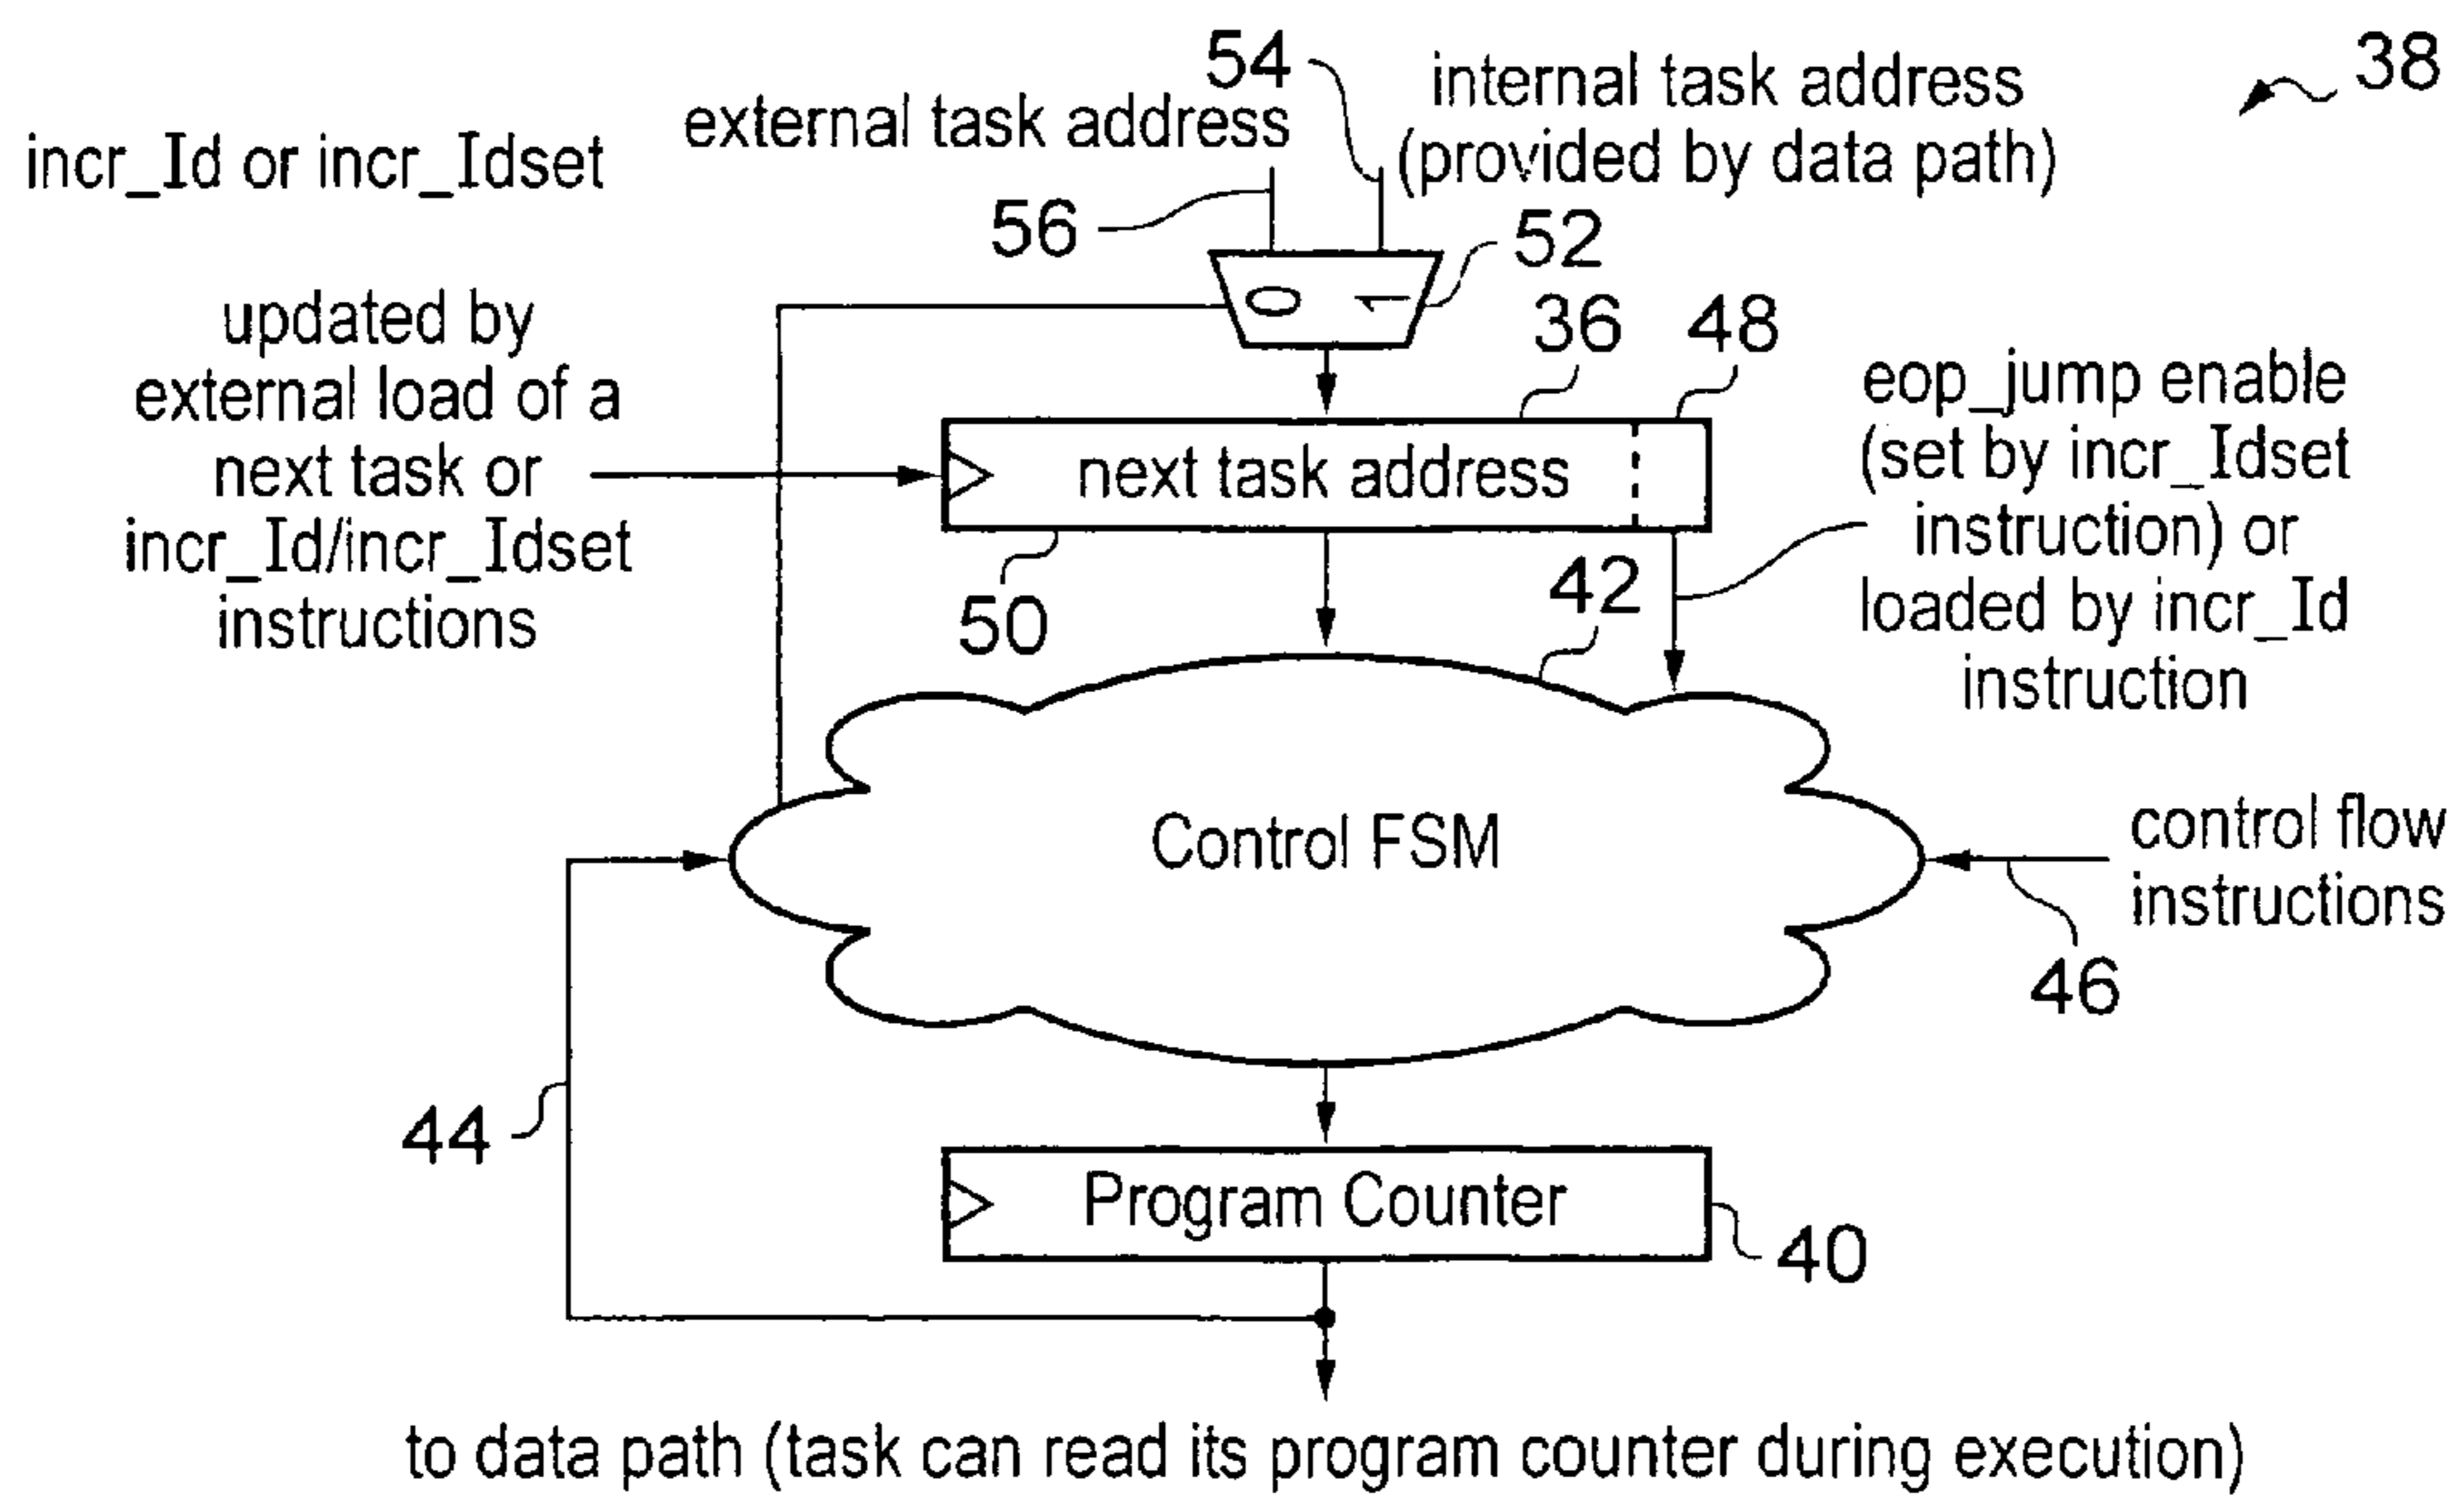 38
54
internal task address
(provided by data path)
external task address
incr_Id or incr_Idset
56
52
0 1
updated by
external load of a
next task or
incr_Id/incr_Idset
instructions
36
48
next task address
eop_jump enable
(set by incr_Idset
instruction) or
loaded by incr_Id
instruction
50
42
Control FSM
control flow
instructions
46
44
Program Counter
40
to data path (task can read its program counter during execution)